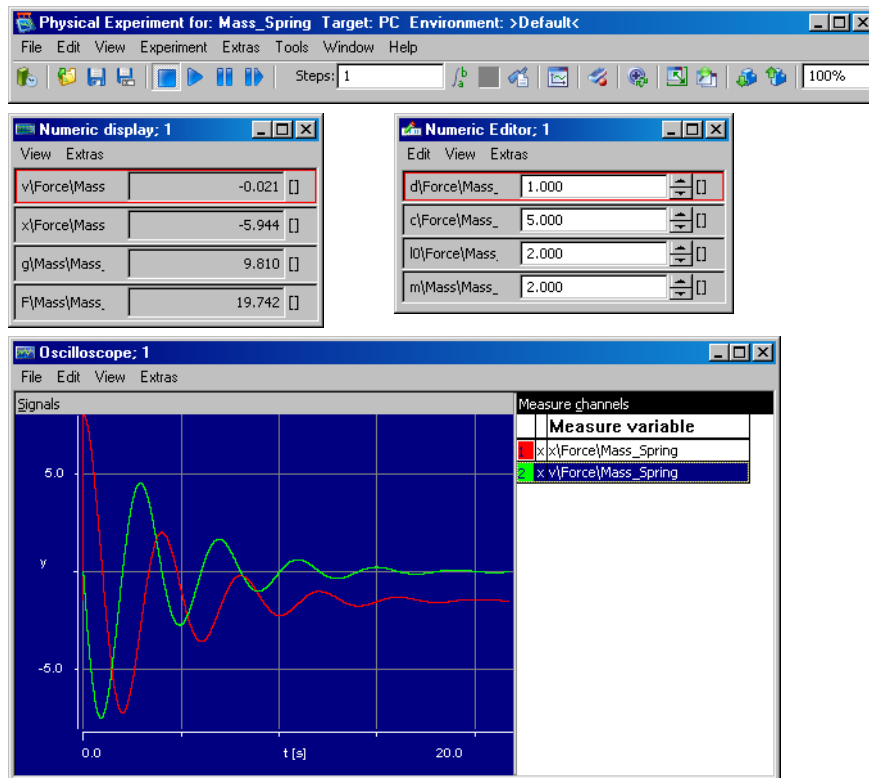 Physical Experiment for: Mass_Spring Target: PC Environment: >Default<
File Edit View Experiment Extras Tools Window Help
Steps: 1 100%
Numeric display; 1
View Extras
v\Force\Mass -0.021 []
x\Force\Mass -5.944 []
g\Mass\Mass_ 9.810 []
F\Mass\Mass_ 19.742 []
Numeric Editor; 1
Edit View Extras
d\Force\Mass_ 1.000 []
c\Force\Mass_ 5.000 []
l0\Force\Mass_ 2.000 []
m\Mass\Mass_ 2.000 []
Oscilloscope; 1
File Edit View Extras
Signals
5.0
y
-5.0
0.0 t [s] 20.0
Measure channels
Measure variable
1 x x\Force\Mass_Spring
2 x v\Force\Mass_Spring